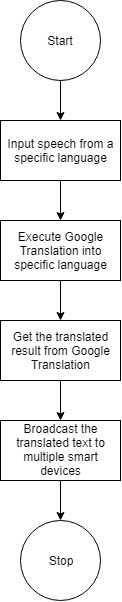 Start
Input speech from a
specific language
Execute Google
Translation into
specific language
Get the translated
result from Google
Translation
Broadcast the
translated text to
multiple smart
devices
Stop